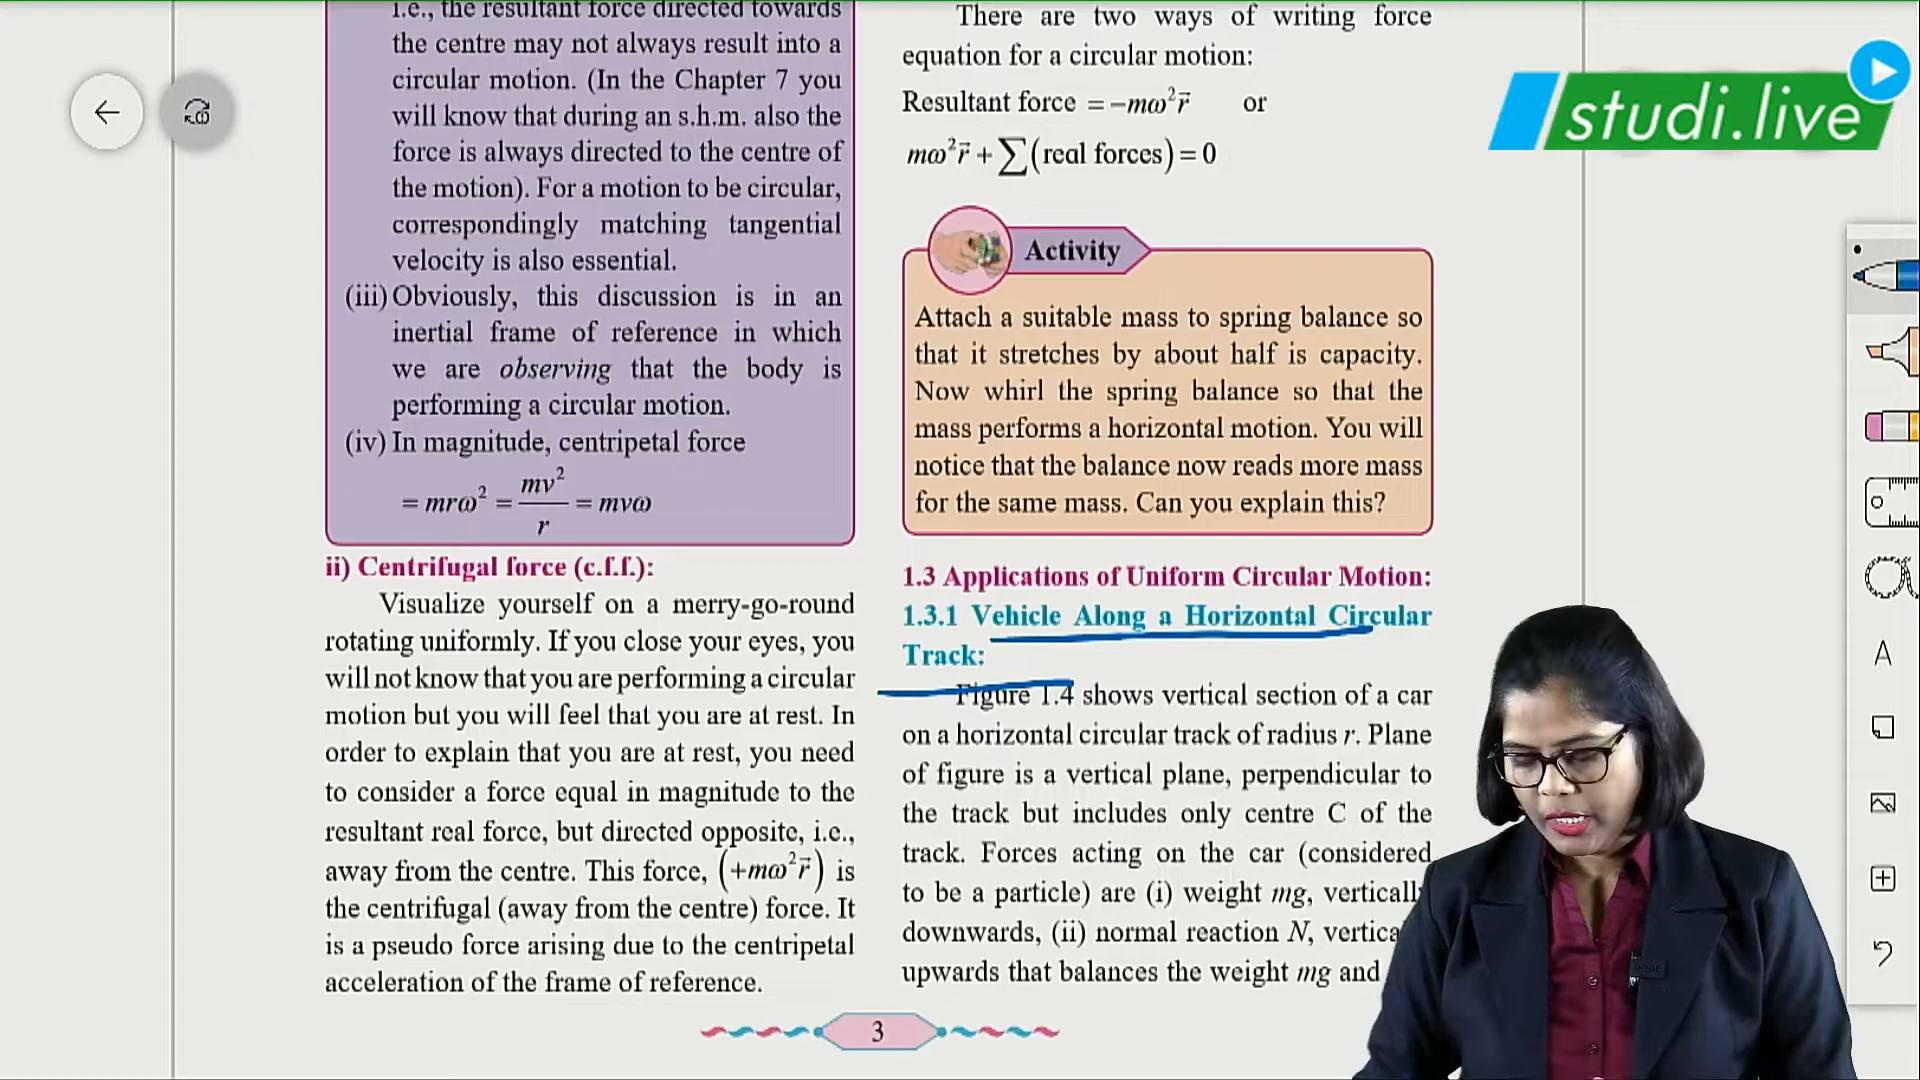 i.e., the resultant force directed towards
the centre may not always result into a
circular motion. (In the Chapter 7 you
will know that during an s.h.m. also the
force is always directed to the centre of
the motion). For a motion to be circular,
correspondingly matching tangential
velocity is also essential.
(iii) Obviously, this discussion is in an
inertial frame of reference in which
we are observing that the body is
performing a circular motion.
(iv) In magnitude, centripetal force
= mrω² = mv²/r = mvω
ii) Centrifugal force (c.f.f.):
Visualize yourself on a merry-go-round
rotating uniformly. If you close your eyes, you
will not know that you are performing a circular
motion but you will feel that you are at rest. In
order to explain that you are at rest, you need
to consider a force equal in magnitude to the
resultant real force, but directed opposite, i.e.,
away from the centre. This force, (+mω²r⃗) is
the centrifugal (away from the centre) force. It
is a pseudo force arising due to the centripetal
acceleration of the frame of reference.
There are two ways of writing force
equation for a circular motion:
Resultant force = −mω²r⃗ or
mω²r⃗ + ∑(real forces) = 0
Activity
Attach a suitable mass to spring balance so
that it stretches by about half is capacity.
Now whirl the spring balance so that the
mass performs a horizontal motion. You will
notice that the balance now reads more mass
for the same mass. Can you explain this?
1.3 Applications of Uniform Circular Motion:
1.3.1 Vehicle Along a Horizontal Circular
Track:
Figure 1.4 shows vertical section of a car
on a horizontal circular track of radius r. Plane
of figure is a vertical plane, perpendicular to
the track but includes only centre C of the
track. Forces acting on the car (considered
to be a particle) are (i) weight mg, verticall
downwards, (ii) normal reaction N, vertica
upwards that balances the weight mg and
3
studi.live
A